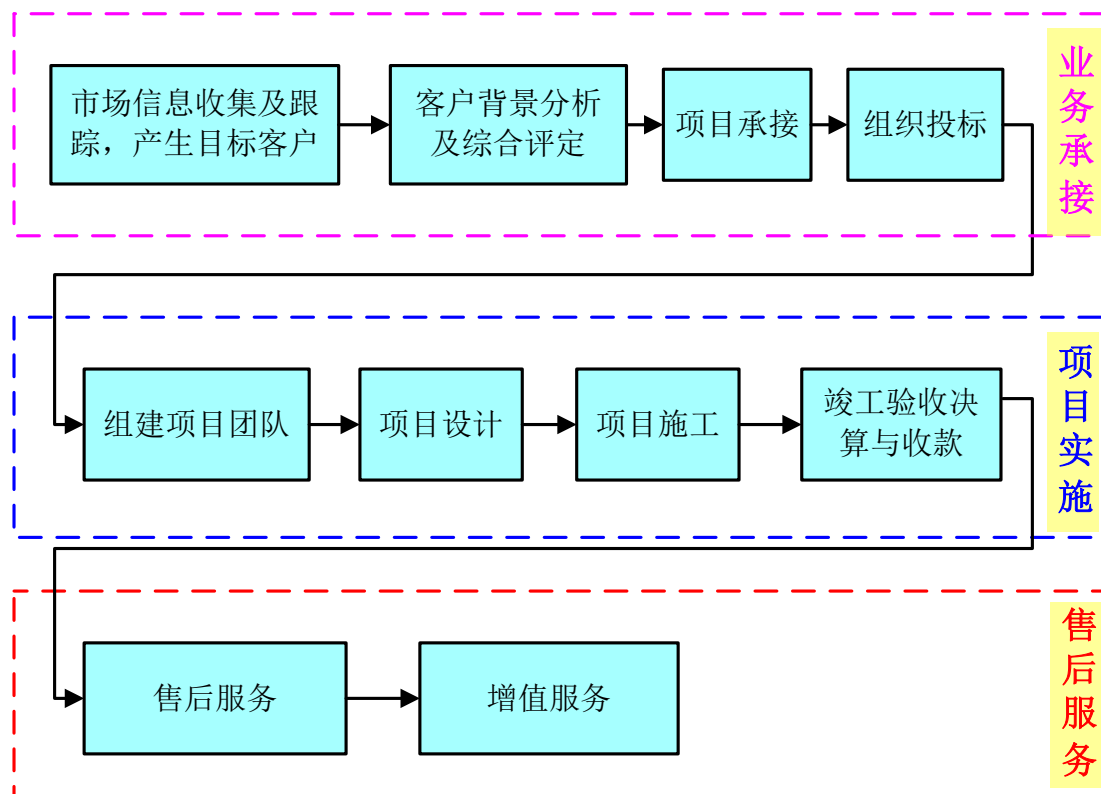 市场信息收集及跟
踪，产生目标客户
客户背景分析
及综合评定
项目承接
组织投标
业务承接
组建项目团队
项目设计
项目施工
竣工验收决
算与收款
项目实施
售后服务
增值服务
售后服务